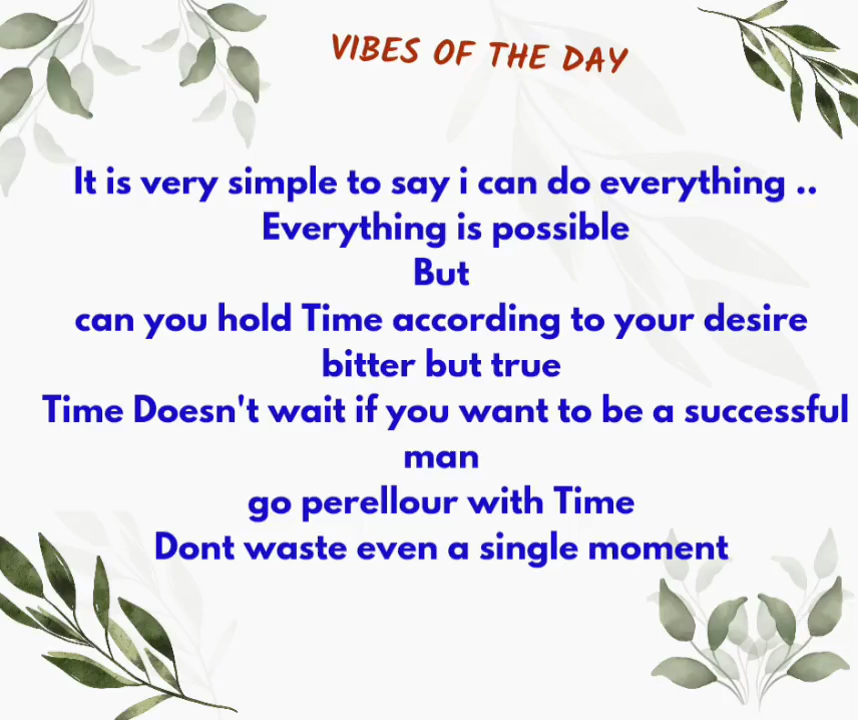 VIBES OF THE DAY
It is very simple to say i can do everything ..
Everything is possible
But
can you hold Time according to your desire
bitter but true
Time Doesn't wait if you want to be a successful
man
go perellour with Time
Dont waste even a single moment